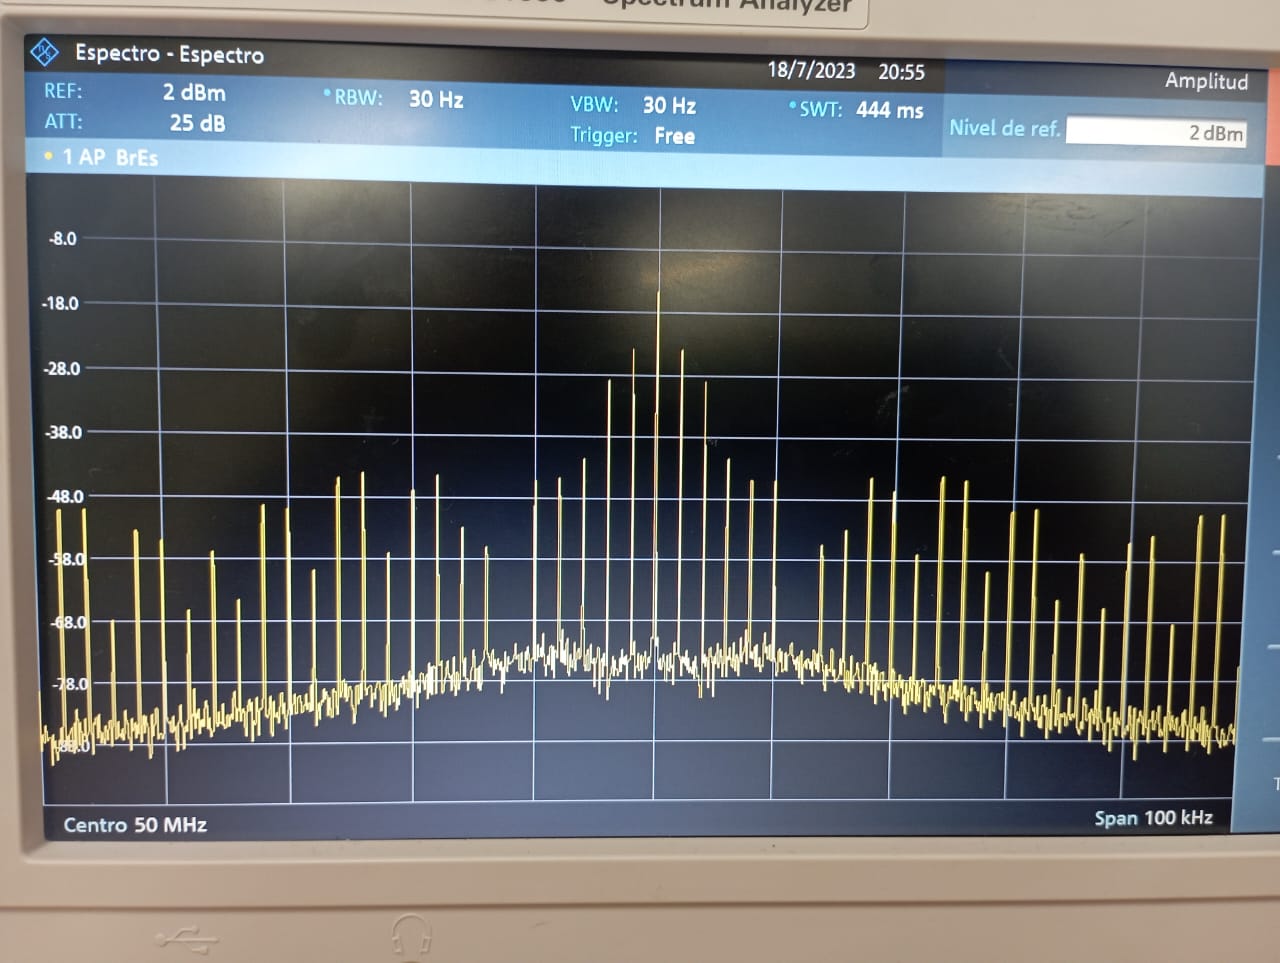 Spectrum Analyzer
Espectro - Espectro
18/7/2023 20:55
Amplitud
REF: 2 dBm
RBW: 30 Hz
VBW: 30 Hz
SWT: 444 ms
ATT: 25 dB
Trigger: Free
Nivel de ref. 2 dBm
1 AP BrEs
-8.0
-18.0
-28.0
-38.0
-48.0
-58.0
-68.0
-78.0
Centro 50 MHz
Span 100 kHz